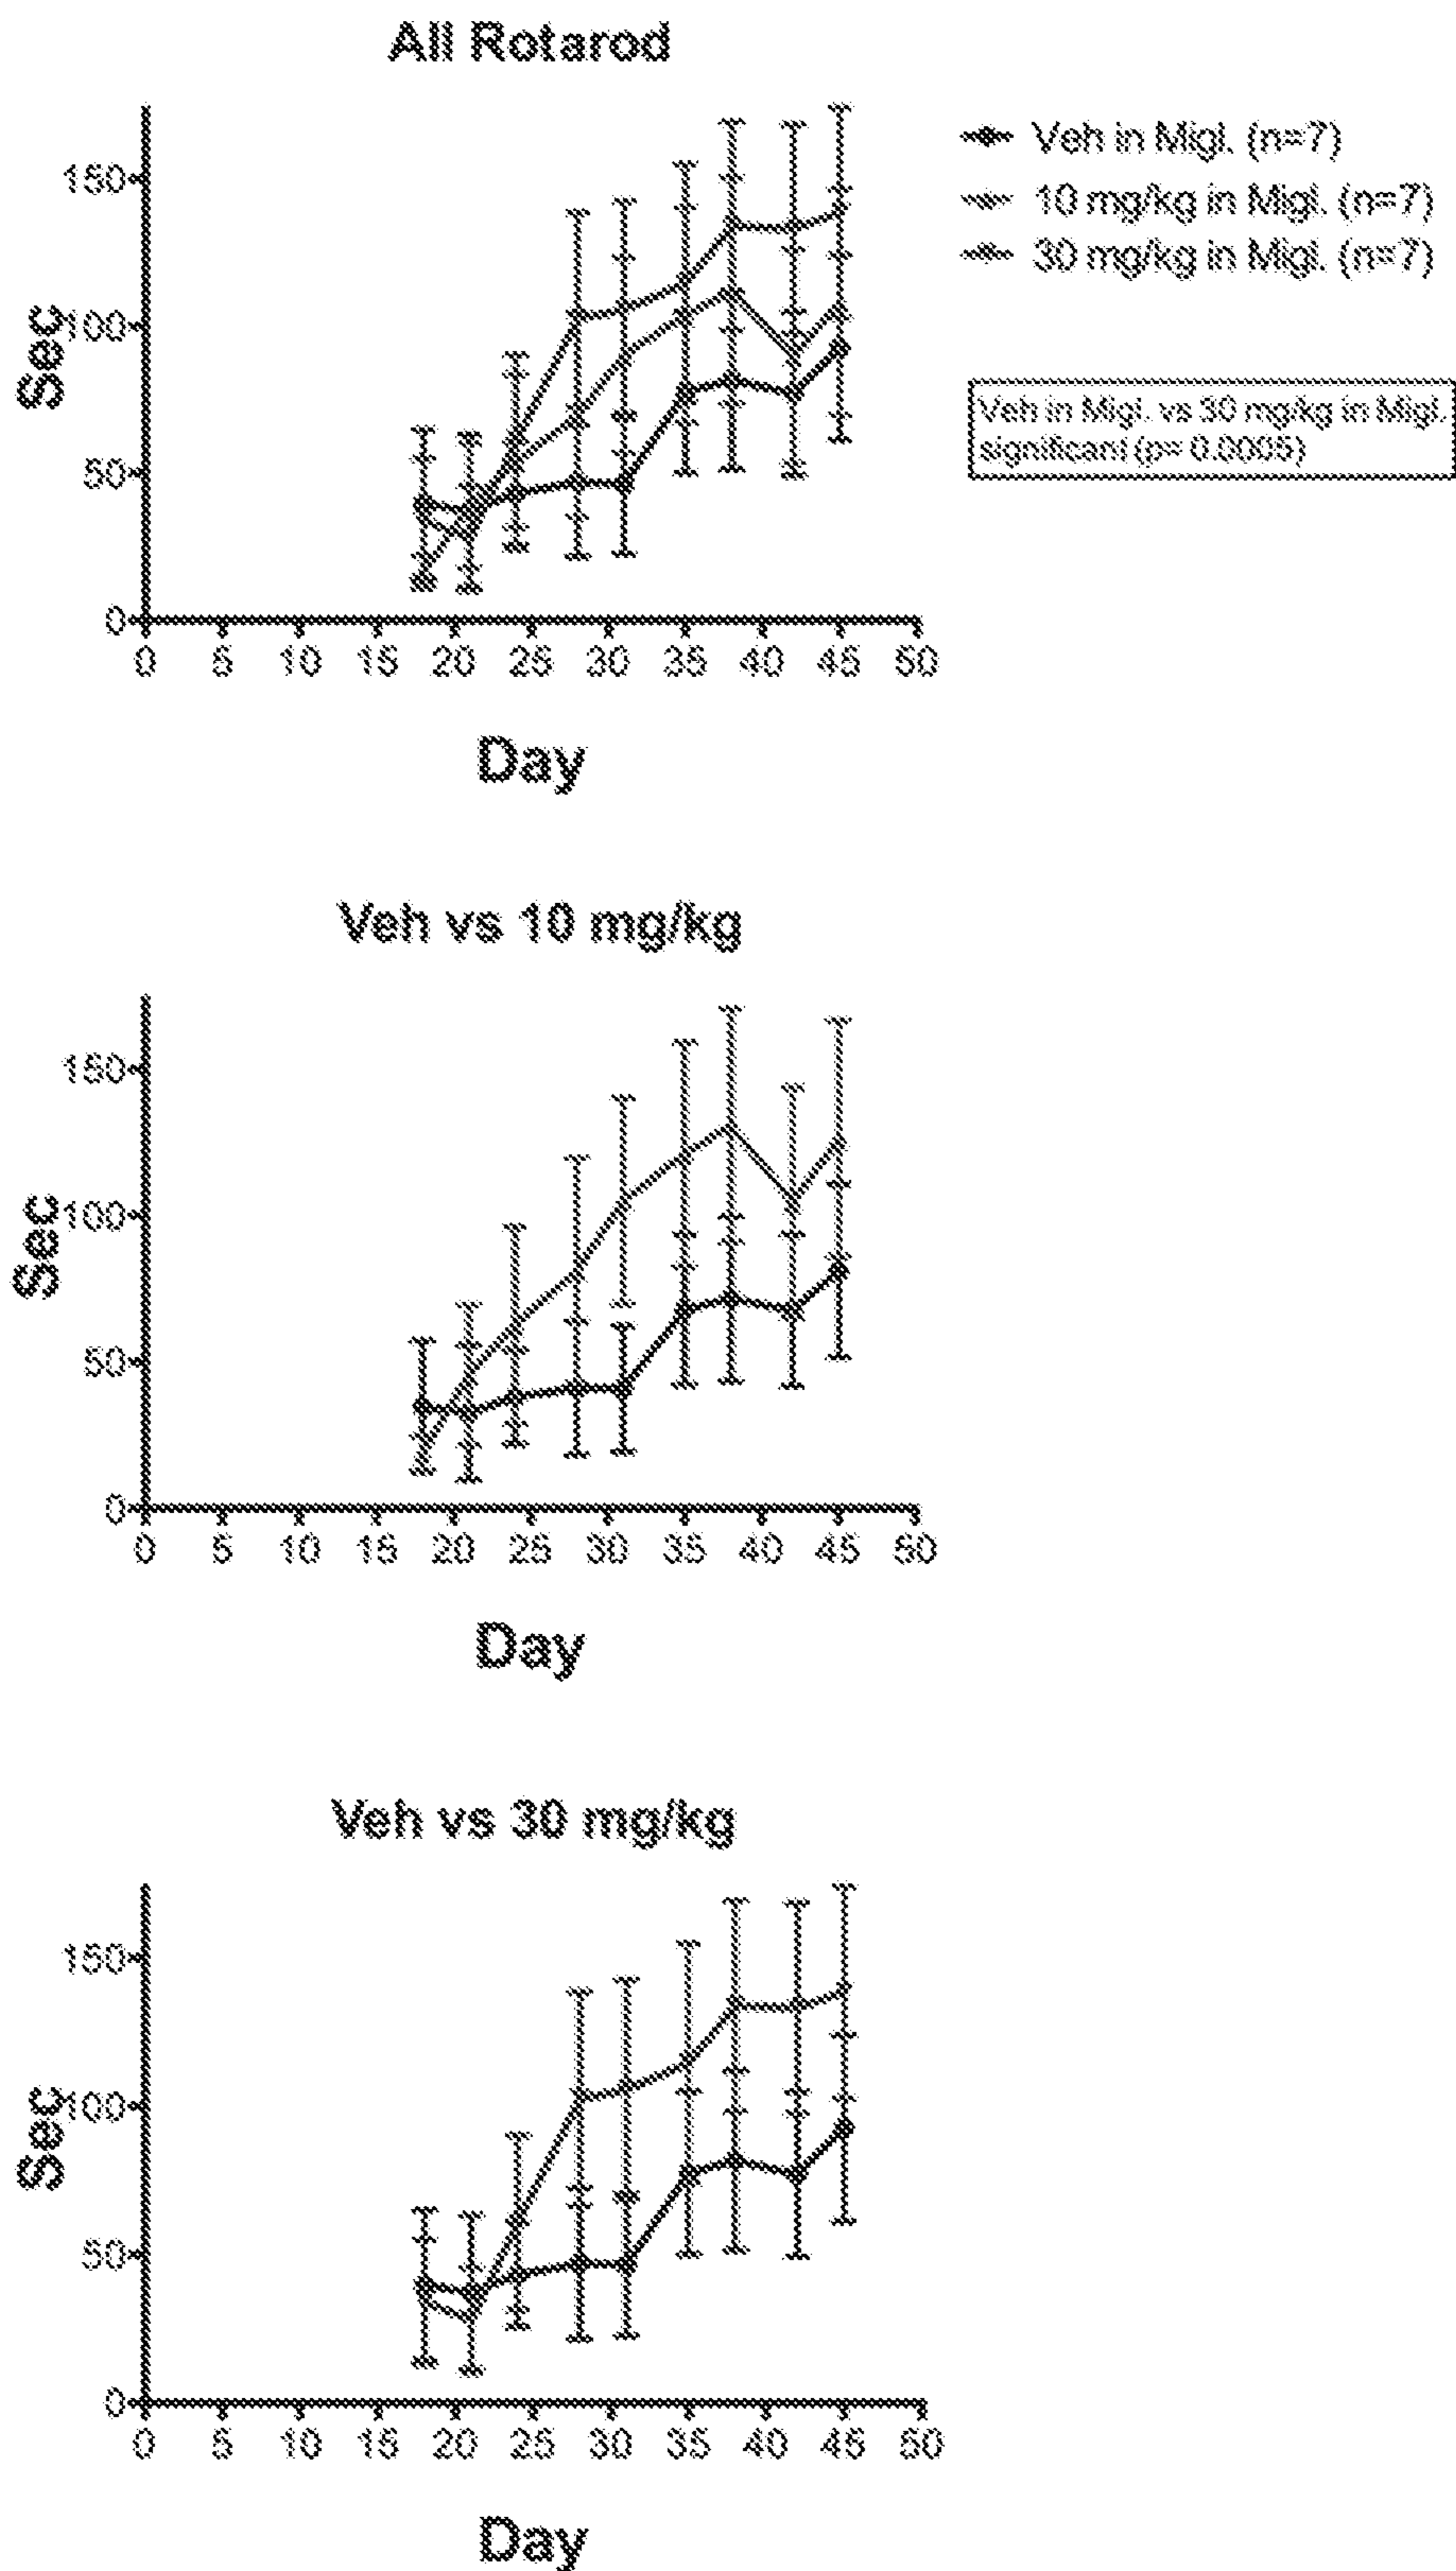 All Rotarod
150
100
50
0
Sec
0 5 10 15 20 25 30 35 40 45 50
Day
Veh in Migl. (n=7)
10 mg/kg in Migl. (n=7)
30 mg/kg in Migl. (n=7)
Veh in Migl. vs 30 mg/kg in Migl.
significant (p= 0.0005)
Veh vs 10 mg/kg
150
100
50
0
Sec
0 5 10 15 20 25 30 35 40 45 50
Day
Veh vs 30 mg/kg
150
100
50
0
Sec
0 5 10 15 20 25 30 35 40 45 50
Day